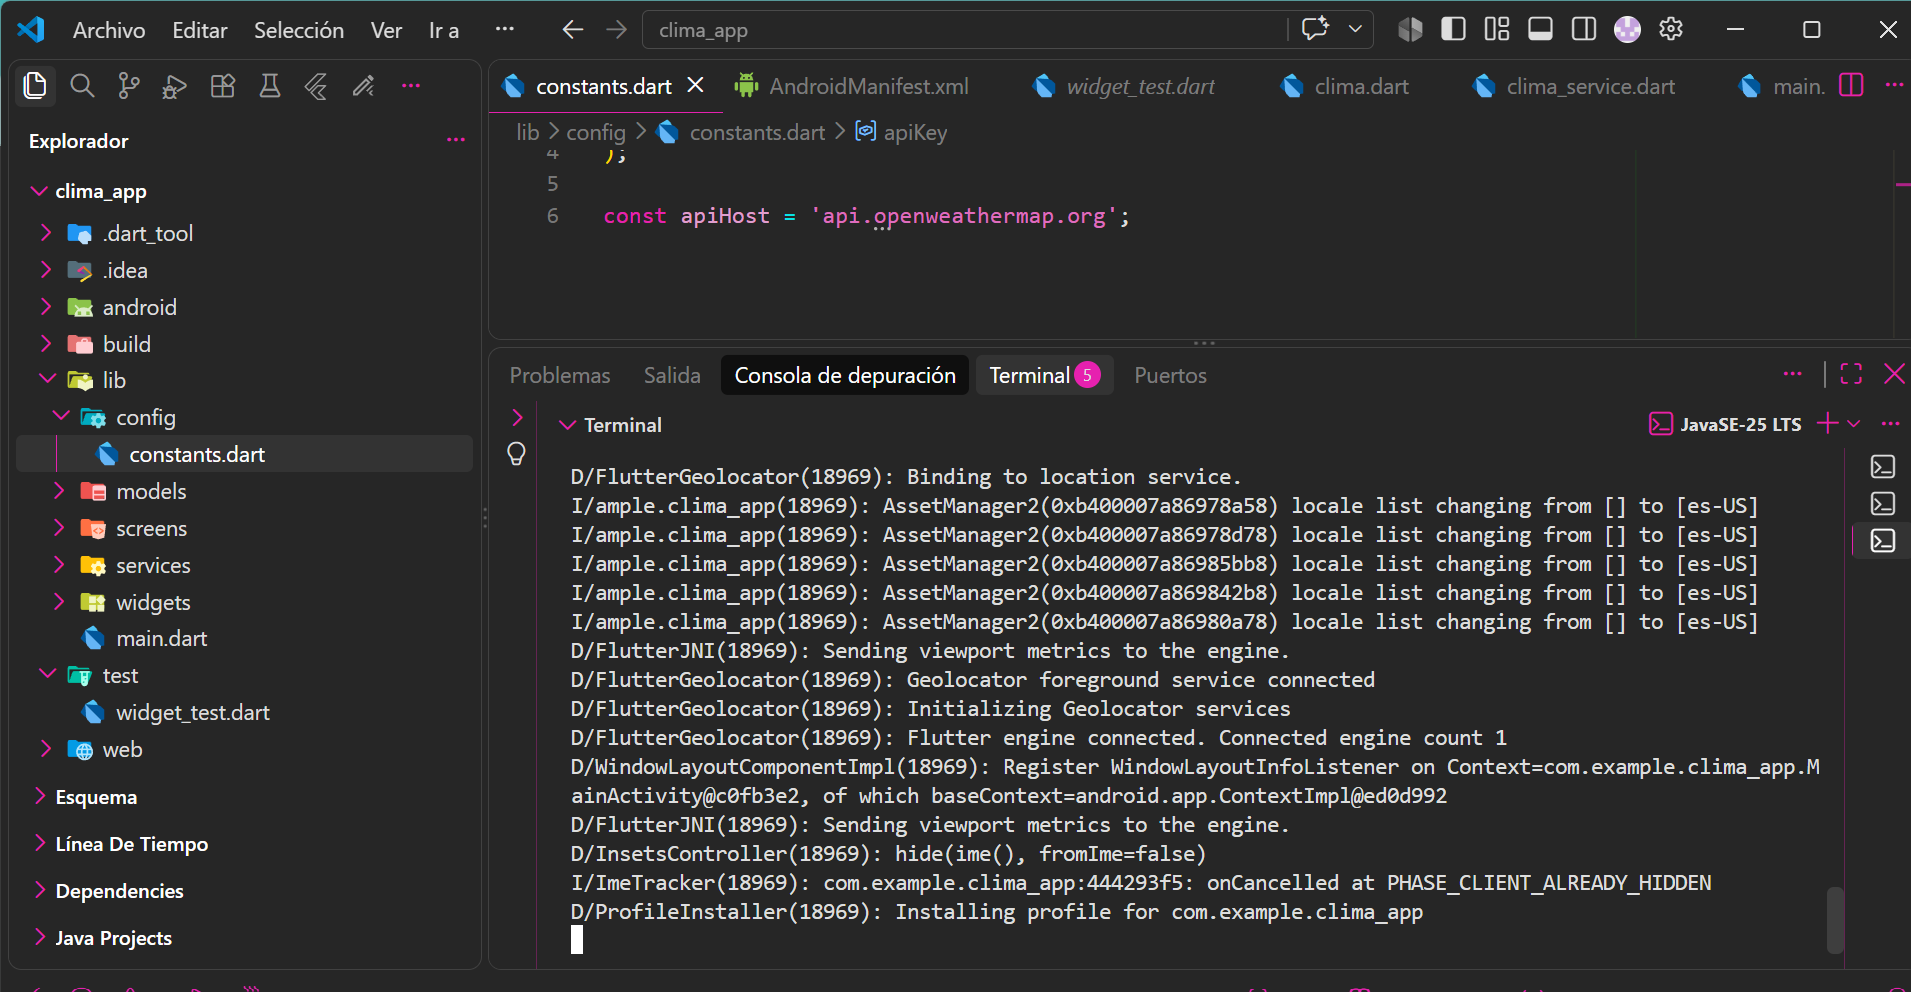 Archivo Editar Selección Ver Ir a ··· clima_app
constants.dart AndroidManifest.xml widget_test.dart clima.dart clima_service.dart main.
lib > config > constants.dart > apiKey
Explorador
clima_app
.dart_tool
.idea
android
build
lib
config
constants.dart
models
screens
services
widgets
main.dart
test
widget_test.dart
web
Esquema
Línea De Tiempo
Dependencies
Java Projects
4 );
5
6 const apiHost = 'api.openweathermap.org';
Problemas Salida Consola de depuración Terminal 5 Puertos
Terminal JavaSE-25 LTS
D/FlutterGeolocator(18969): Binding to location service.
I/ample.clima_app(18969): AssetManager2(0xb400007a86978a58) locale list changing from [] to [es-US]
I/ample.clima_app(18969): AssetManager2(0xb400007a86978d78) locale list changing from [] to [es-US]
I/ample.clima_app(18969): AssetManager2(0xb400007a86985bb8) locale list changing from [] to [es-US]
I/ample.clima_app(18969): AssetManager2(0xb400007a869842b8) locale list changing from [] to [es-US]
I/ample.clima_app(18969): AssetManager2(0xb400007a86980a78) locale list changing from [] to [es-US]
D/FlutterJNI(18969): Sending viewport metrics to the engine.
D/FlutterGeolocator(18969): Geolocator foreground service connected
D/FlutterGeolocator(18969): Initializing Geolocator services
D/FlutterGeolocator(18969): Flutter engine connected. Connected engine count 1
D/WindowLayoutComponentImpl(18969): Register WindowLayoutInfoListener on Context=com.example.clima_app.M
ainActivity@c0fb3e2, of which baseContext=android.app.ContextImpl@ed0d992
D/FlutterJNI(18969): Sending viewport metrics to the engine.
D/InsetsController(18969): hide(ime(), fromIme=false)
I/ImeTracker(18969): com.example.clima_app:444293f5: onCancelled at PHASE_CLIENT_ALREADY_HIDDEN
D/ProfileInstaller(18969): Installing profile for com.example.clima_app